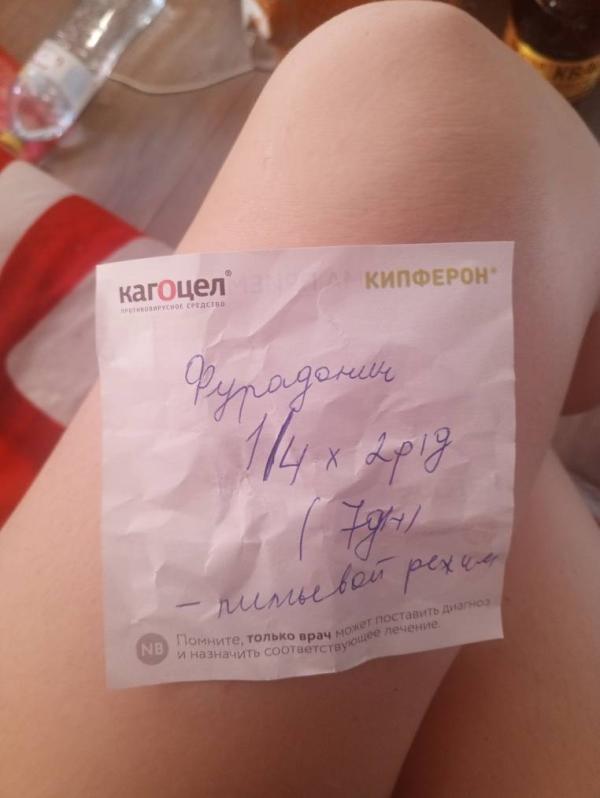 кагоцел®
ПРОТИВОВИРУСНОЕ СРЕДСТВО
КИПФЕРОН®
Фурадонин
1/4 х 2р/д
(7дн)
- питьевой режим
NB Помните, только врач может поставить диагноз
и назначить соответствующее лечение.